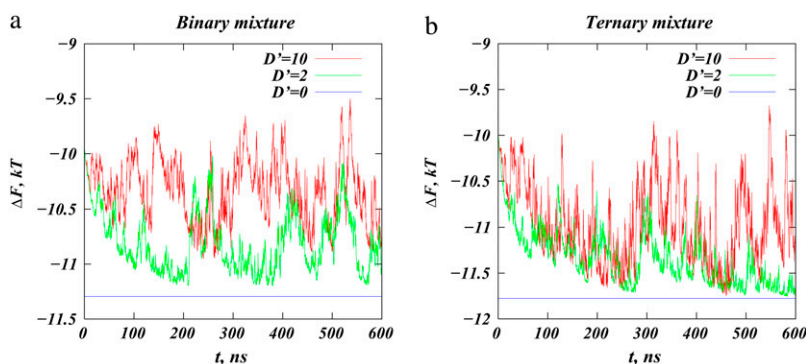 a
Binary mixture
D'=10
D'=2
D'=0
ΔF, kT
−9
−9.5
−10
−10.5
−11
−11.5
0
100
200
300
400
500
600
t, ns
b
Ternary mixture
D'=10
D'=2
D'=0
ΔF, kT
−9
−9.5
−10
−10.5
−11
−11.5
−12
0
100
200
300
400
500
600
t, ns